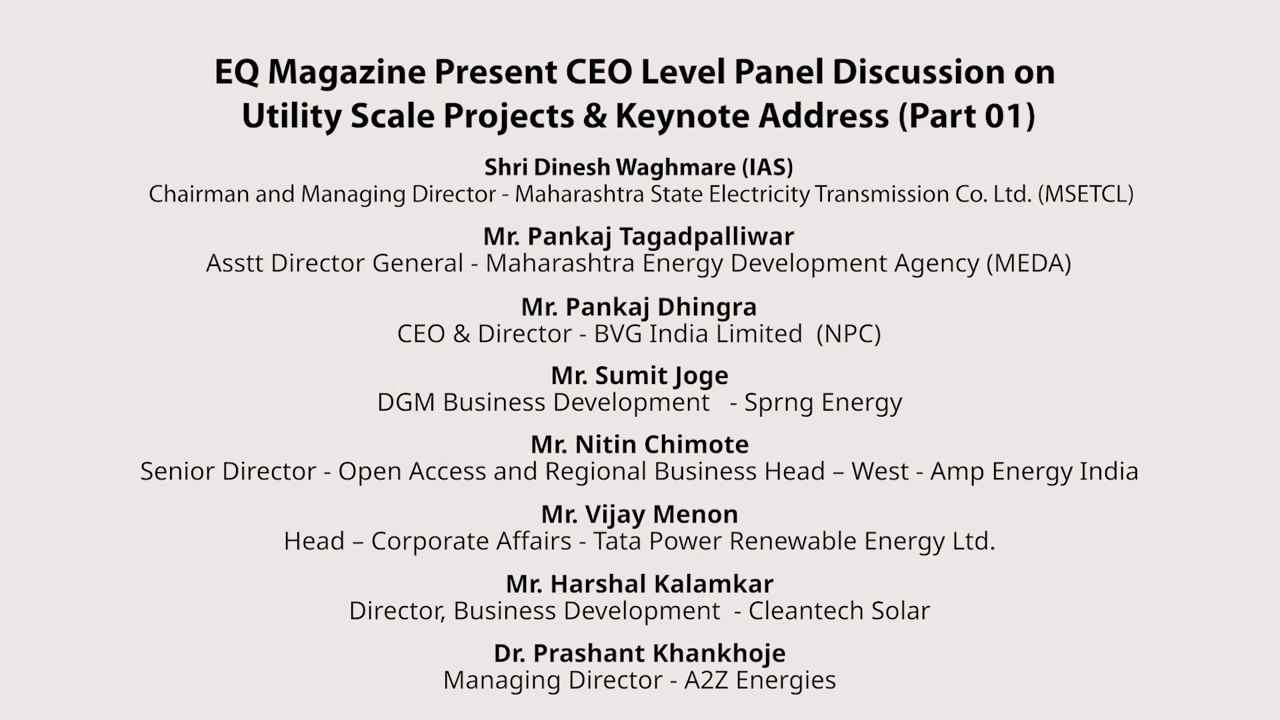 EQ Magazine Present CEO Level Panel Discussion on
Utility Scale Projects & Keynote Address (Part 01)
Shri Dinesh Waghmare (IAS)
Chairman and Managing Director - Maharashtra State Electricity Transmission Co. Ltd. (MSETCL)
Mr. Pankaj Tagadpalliwar
Asstt Director General - Maharashtra Energy Development Agency (MEDA)
Mr. Pankaj Dhingra
CEO & Director - BVG India Limited (NPC)
Mr. Sumit Joge
DGM Business Development - Sprng Energy
Mr. Nitin Chimote
Senior Director - Open Access and Regional Business Head – West - Amp Energy India
Mr. Vijay Menon
Head – Corporate Affairs - Tata Power Renewable Energy Ltd.
Mr. Harshal Kalamkar
Director, Business Development - Cleantech Solar
Dr. Prashant Khankhoje
Managing Director - A2Z Energies